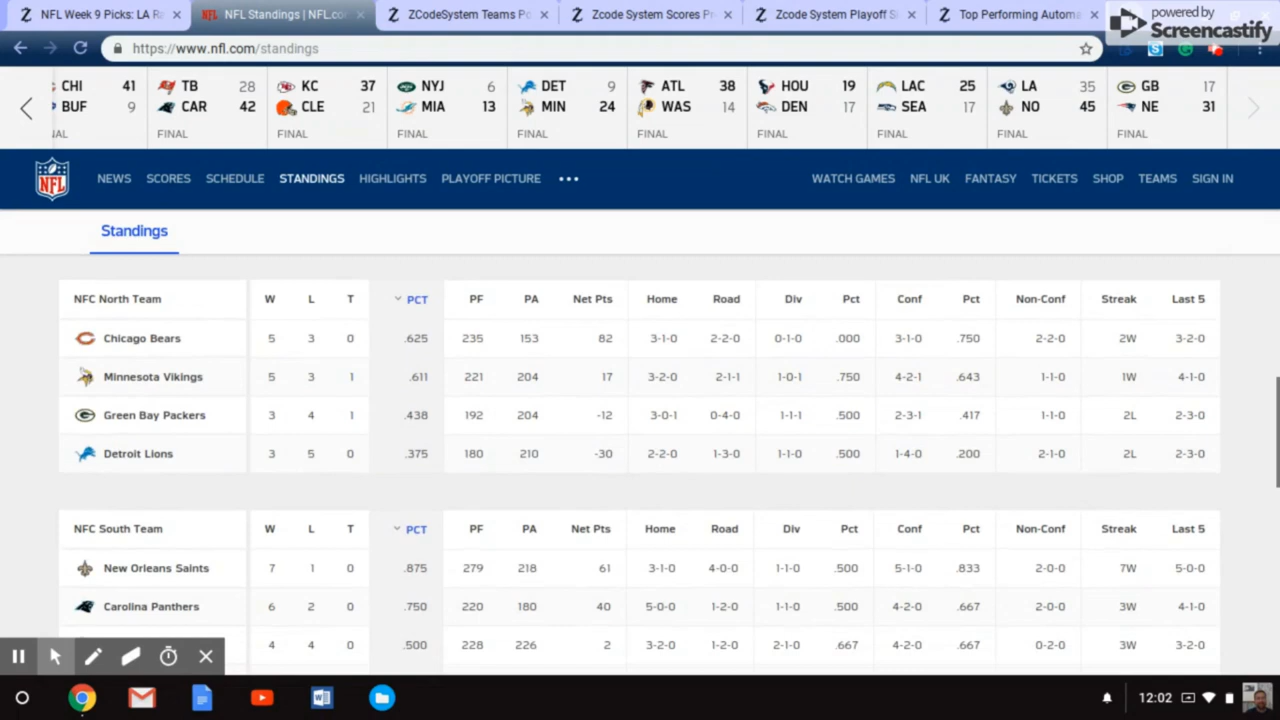 NFL Week 9 Picks: LA Ra
NFL Standings | NFL.co
ZCodeSystem Teams Po
Zcode System Scores Pr
Zcode System Playoff S
Top Performing Automa
powered by
Screencastify
https://www.nfl.com/standings
CHI 41 TB 28 KC 37 NYJ 6 DET 9 ATL 38 HOU 19 LAC 25 LA 35 GB 17
BUF 9 CAR 42 CLE 21 MIA 13 MIN 24 WAS 14 DEN 17 SEA 17 NO 45 NE 31
NAL FINAL FINAL FINAL FINAL FINAL FINAL FINAL FINAL FINAL
NFL NEWS SCORES SCHEDULE STANDINGS HIGHLIGHTS PLAYOFF PICTURE ••• WATCH GAMES NFL UK FANTASY TICKETS SHOP TEAMS SIGN IN
Standings
NFC North Team W L T PCT PF PA Net Pts Home Road Div Pct Conf Pct Non-Conf Streak Last 5
Chicago Bears 5 3 0 .625 235 153 82 3-1-0 2-2-0 0-1-0 .000 3-1-0 .750 2-2-0 2W 3-2-0
Minnesota Vikings 5 3 1 .611 221 204 17 3-2-0 2-1-1 1-0-1 .750 4-2-1 .643 1-1-0 1W 4-1-0
Green Bay Packers 3 4 1 .438 192 204 -12 3-0-1 0-4-0 1-1-1 .500 2-3-1 .417 1-1-0 2L 2-3-0
Detroit Lions 3 5 0 .375 180 210 -30 2-2-0 1-3-0 1-1-0 .500 1-4-0 .200 2-1-0 2L 2-3-0
NFC South Team W L T PCT PF PA Net Pts Home Road Div Pct Conf Pct Non-Conf Streak Last 5
New Orleans Saints 7 1 0 .875 279 218 61 3-1-0 4-0-0 1-1-0 .500 5-1-0 .833 2-0-0 7W 5-0-0
Carolina Panthers 6 2 0 .750 220 180 40 5-0-0 1-2-0 1-1-0 .500 4-2-0 .667 2-0-0 3W 4-1-0
4 4 0 .500 228 226 2 3-2-0 1-2-0 2-1-0 .667 4-2-0 .667 0-2-0 3W 3-2-0
12:02